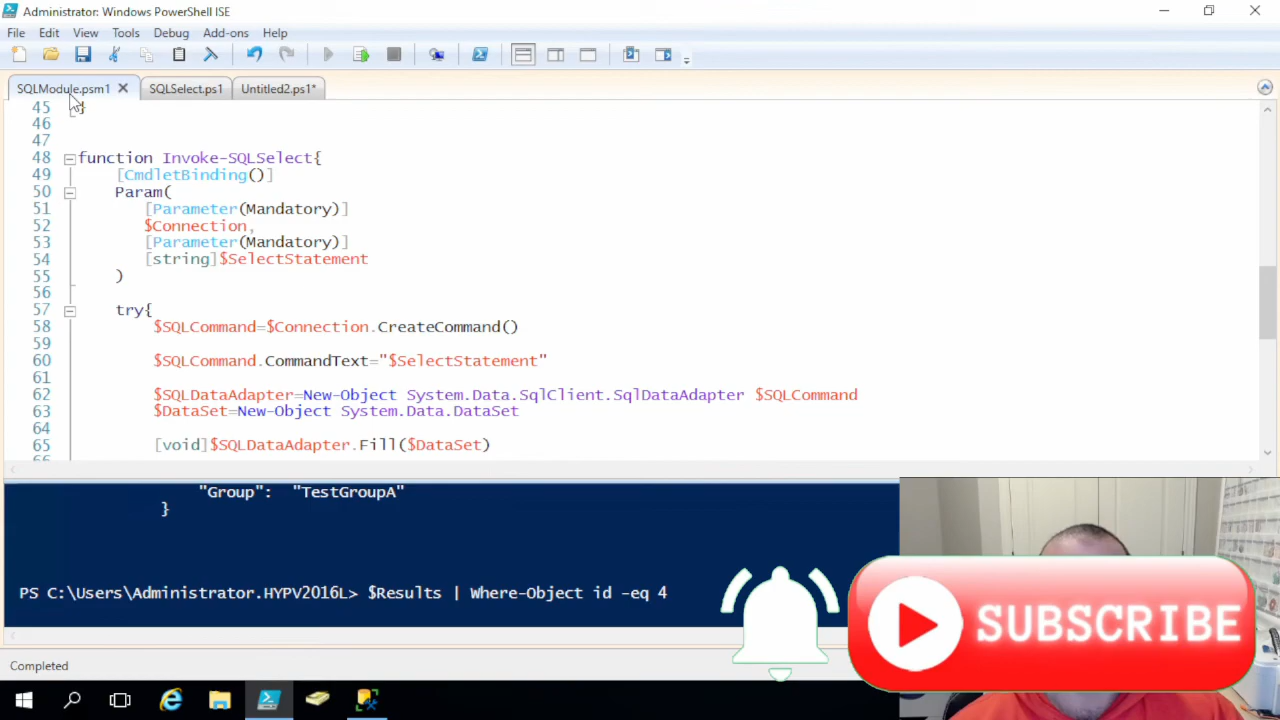 Administrator: Windows PowerShell ISE
File Edit View Tools Debug Add-ons Help
SQLModule.psm1 SQLSelect.ps1 Untitled2.ps1*
45 }
46
47
48 function Invoke-SQLSelect{
49 [CmdletBinding()]
50 Param(
51 [Parameter(Mandatory)]
52 $Connection,
53 [Parameter(Mandatory)]
54 [string]$SelectStatement
55 )
56
57 try{
58 $SQLCommand=$Connection.CreateCommand()
59
60 $SQLCommand.CommandText="$SelectStatement"
61
62 $SQLDataAdapter=New-Object System.Data.SqlClient.SqlDataAdapter $SQLCommand
63 $DataSet=New-Object System.Data.DataSet
64
65 [void]$SQLDataAdapter.Fill($DataSet)
66
"Group": "TestGroupA"
}
PS C:\Users\Administrator.HYPV2016L> $Results | Where-Object id -eq 4
SUBSCRIBE
Completed